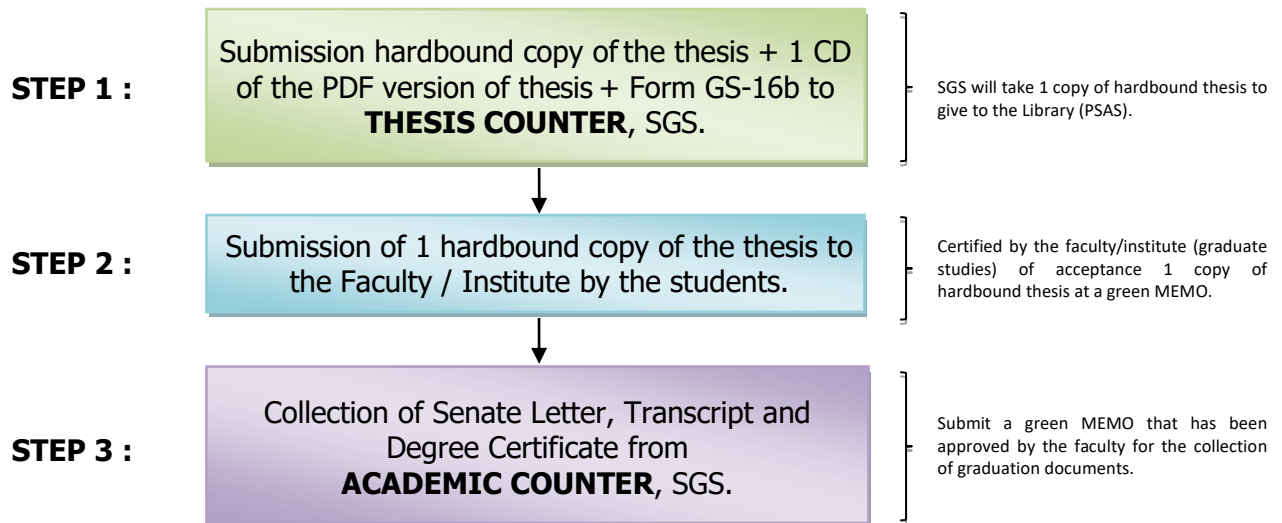 STEP 1 :
Submission hardbound copy of the thesis + 1 CD
of the PDF version of thesis + Form GS-16b to
THESIS COUNTER, SGS.
SGS will take 1 copy of hardbound thesis to
give to the Library (PSAS).
STEP 2 :
Submission of 1 hardbound copy of the thesis to
the Faculty / Institute by the students.
Certified by the faculty/institute (graduate
studies) of acceptance 1 copy of
hardbound thesis at a green MEMO.
STEP 3 :
Collection of Senate Letter, Transcript and
Degree Certificate from
ACADEMIC COUNTER, SGS.
Submit a green MEMO that has been
approved by the faculty for the collection
of graduation documents.